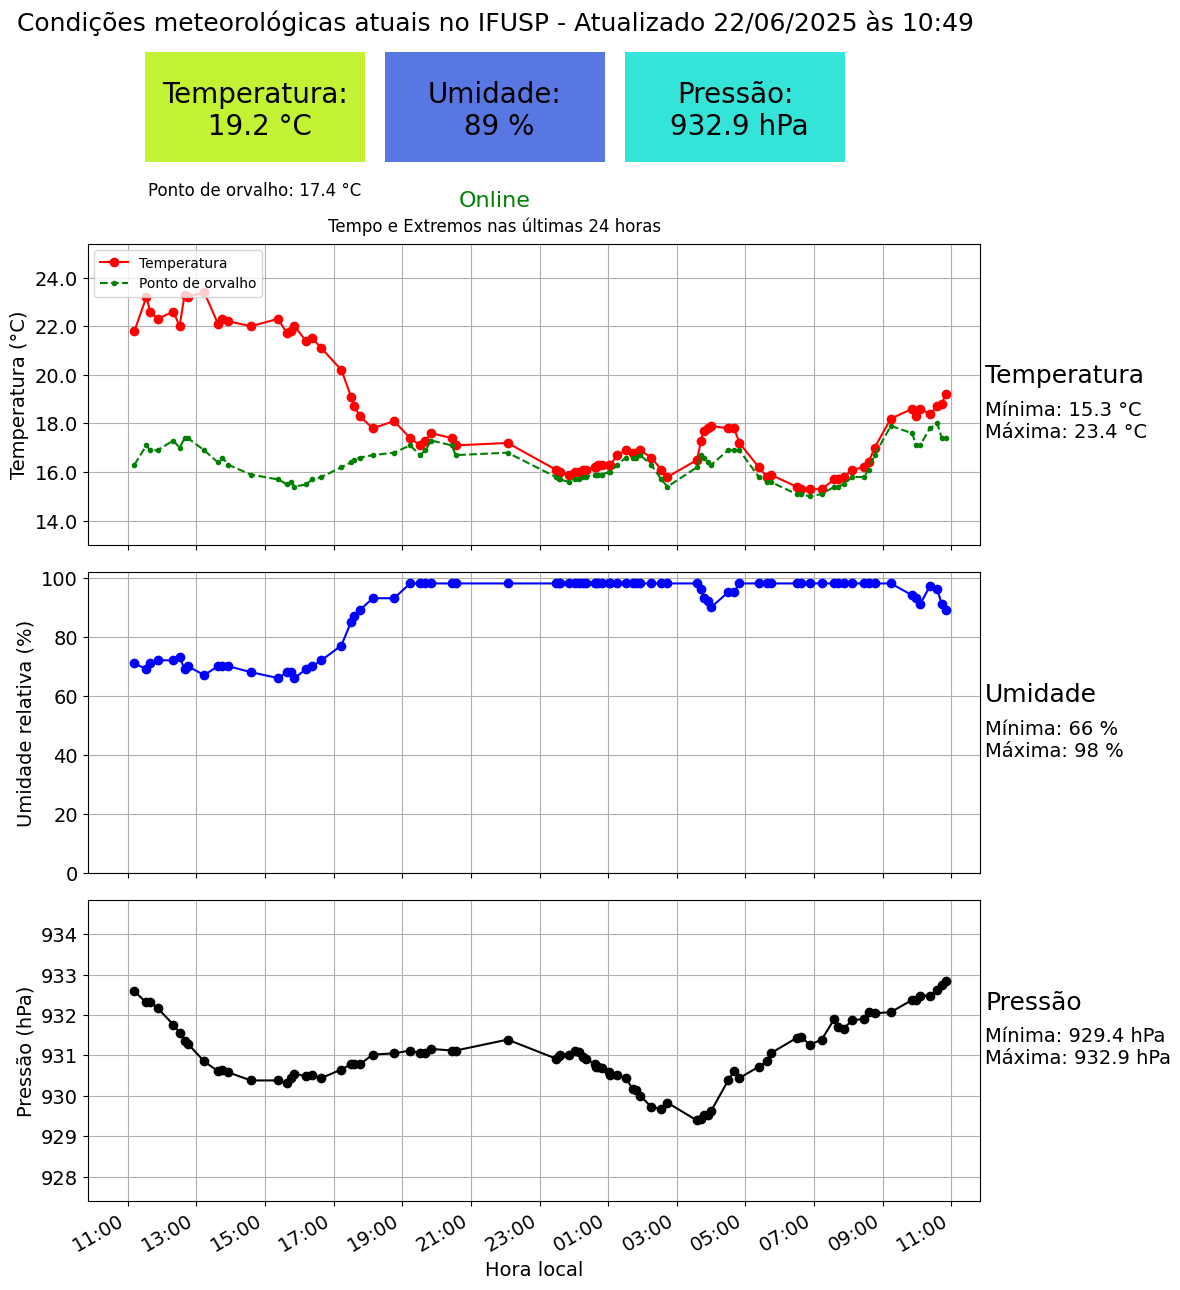 Condições meteorológicas atuais no IFUSP - Atualizado 22/06/2025 às 10:49
Temperatura:
19.2 °C
Umidade:
89 %
Pressão:
932.9 hPa
Ponto de orvalho: 17.4 °C
Online
Tempo e Extremos nas últimas 24 horas
Temperatura
Ponto de orvalho
24.0
22.0
20.0
18.0
16.0
14.0
Temperatura (°C)
Temperatura
Mínima: 15.3 °C
Máxima: 23.4 °C
100
80
60
40
20
0
Umidade relativa (%)
Umidade
Mínima: 66 %
Máxima: 98 %
934
933
932
931
930
929
928
Pressão (hPa)
Pressão
Mínima: 929.4 hPa
Máxima: 932.9 hPa
11:00
13:00
15:00
17:00
19:00
21:00
23:00
01:00
03:00
05:00
07:00
09:00
11:00
Hora local